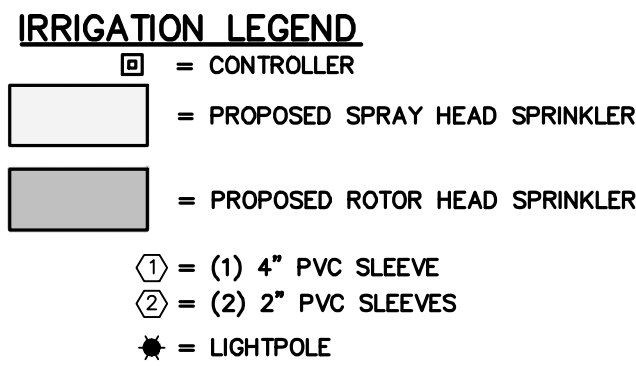 IRRIGATION LEGEND
= CONTROLLER
= PROPOSED SPRAY HEAD SPRINKLER
= PROPOSED ROTOR HEAD SPRINKLER
1 = (1) 4" PVC SLEEVE
2 = (2) 2" PVC SLEEVES
= LIGHTPOLE